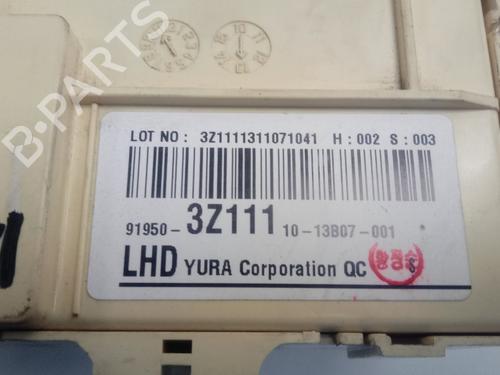 B-PARTS
LOT NO : 3Z1111311071041 H : 002 S : 003
91950- 3Z111 10-13B07-001
LHD YURA Corporation QC